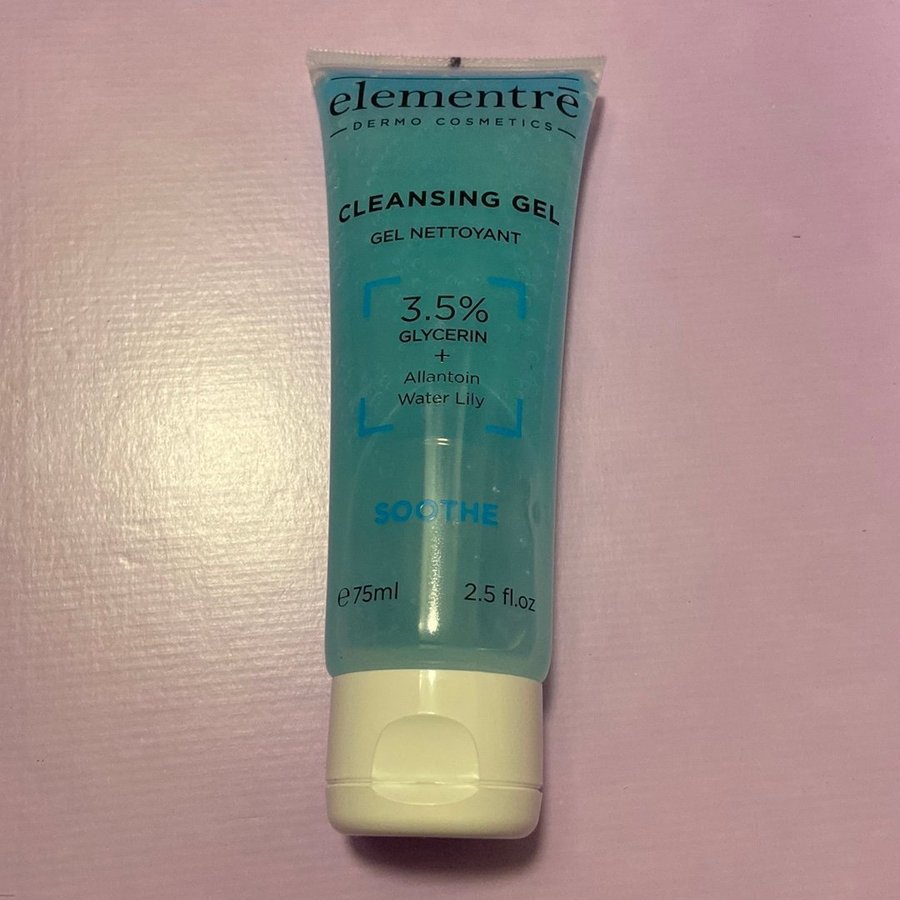 elementrē
DERMO COSMETICS
CLEANSING GEL
GEL NETTOYANT
3.5%
GLYCERIN
+
Allantoin
Water Lily
SOOTHE
℮75ml 2.5 fl.oz